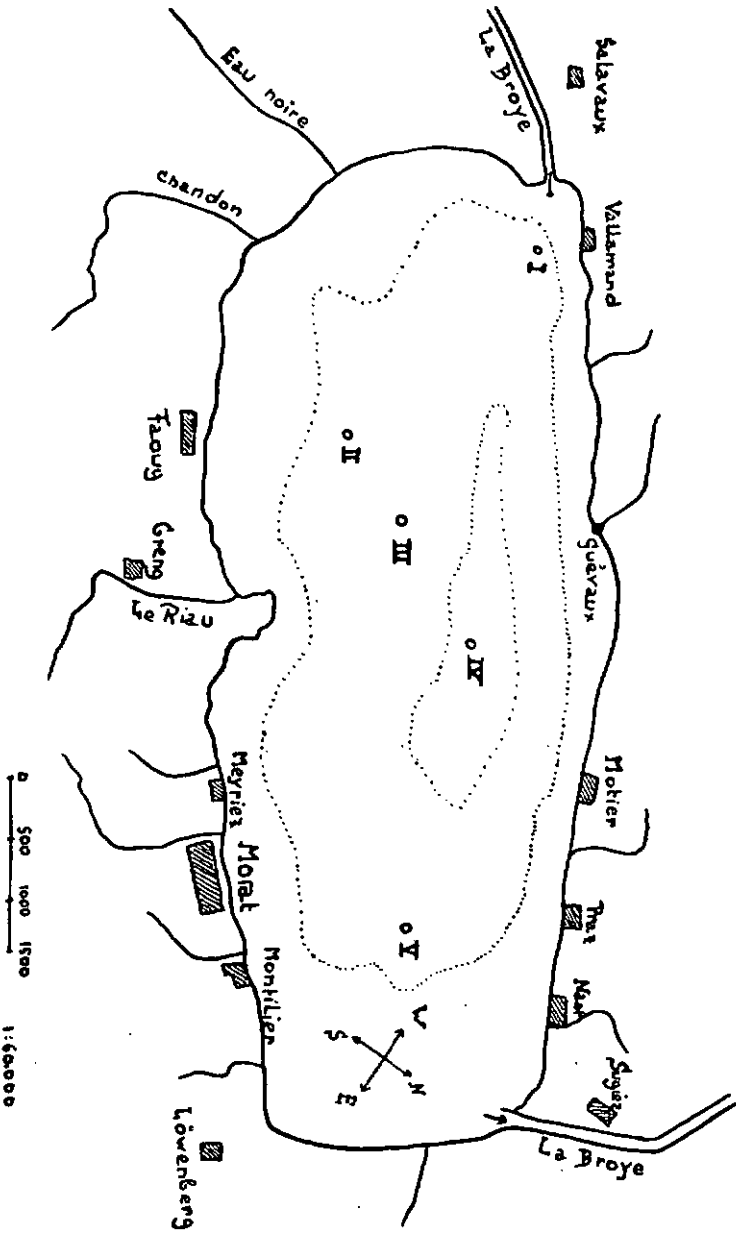 Salavaux
La Broye
Eau noire
Chandon
Vallamand
I
II
Faoug
III
Guévaux
Greng
Le Riau
IV
Motier
Meyriez
Morat
Praz
V
Montilier
Nant
W
S
N
E
Sugiez
La Broye
Löwenberg
0 500 1000 1500
1:60000